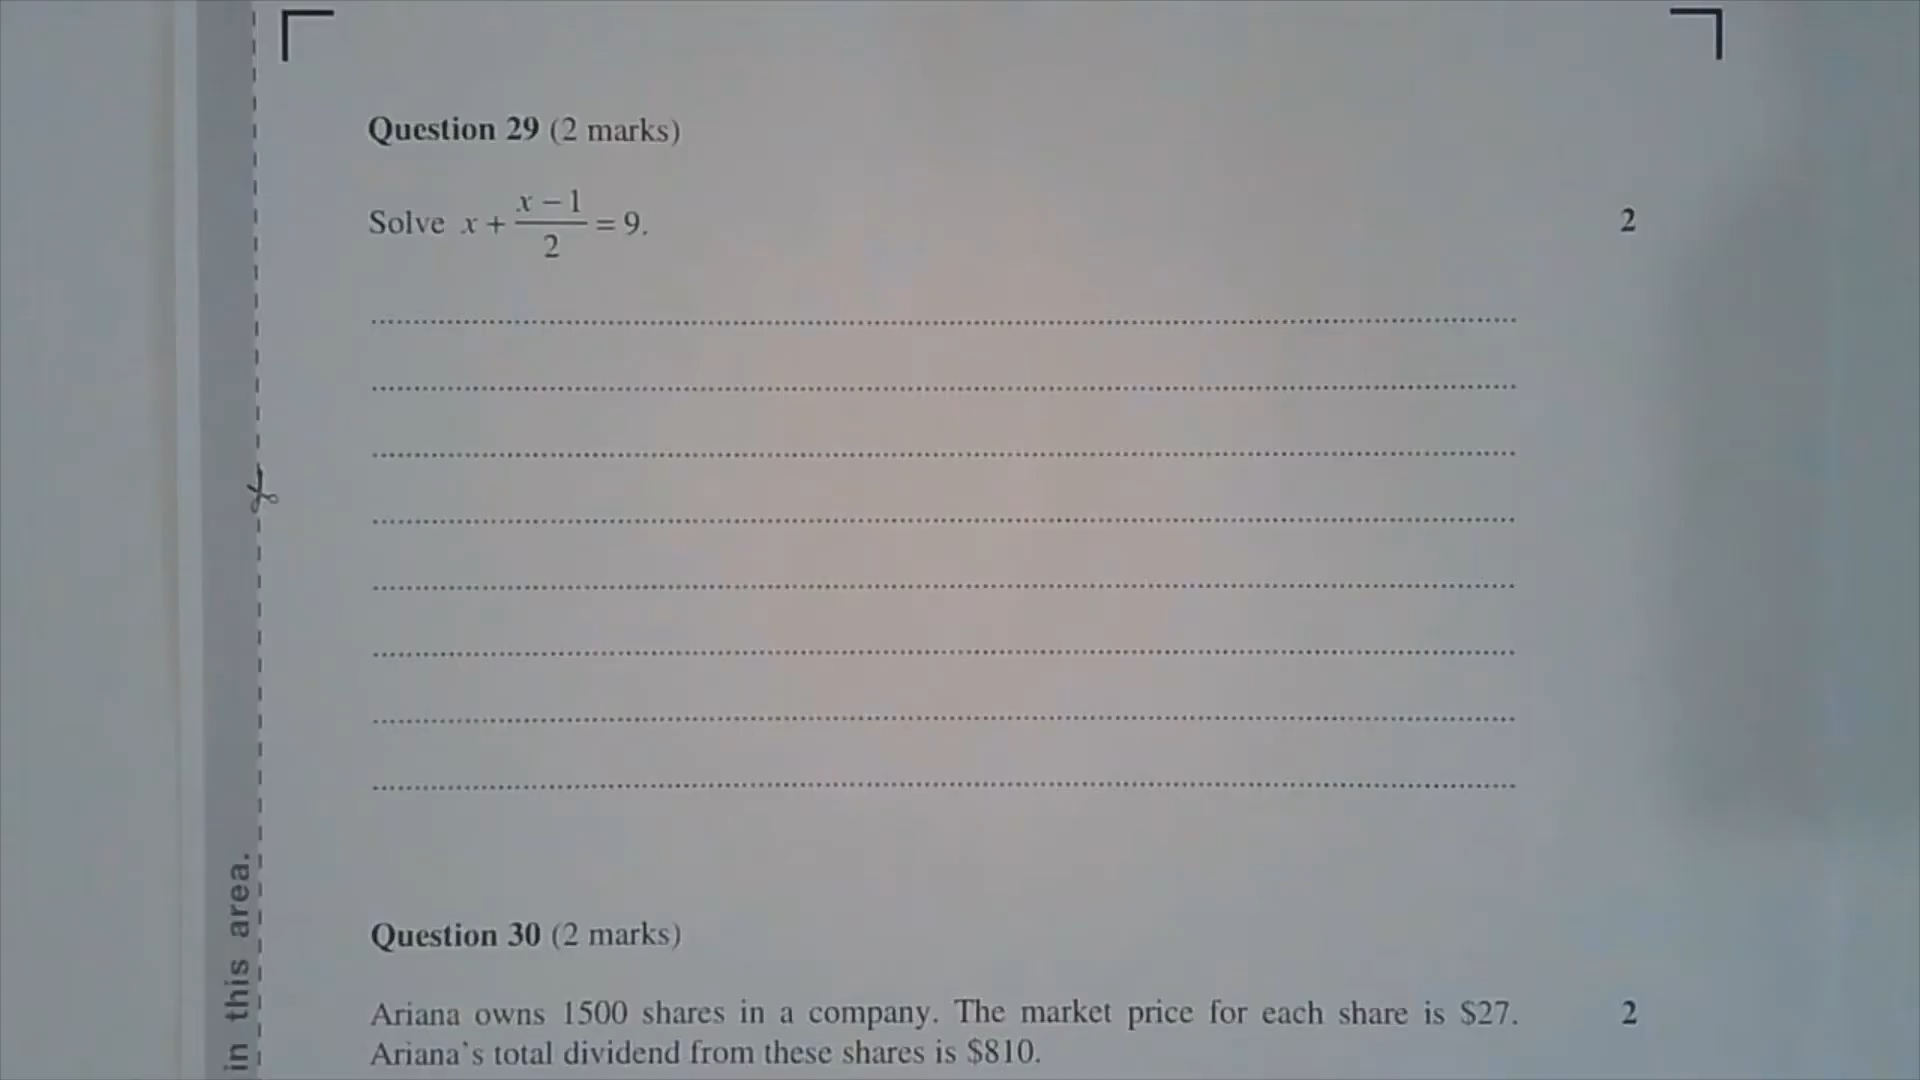 Question 29 (2 marks)
Solve x + \frac{x - 1}{2} = 9.
2
Question 30 (2 marks)
Ariana owns 1500 shares in a company. The market price for each share is $27.
2
Ariana's total dividend from these shares is $810.
in this area.